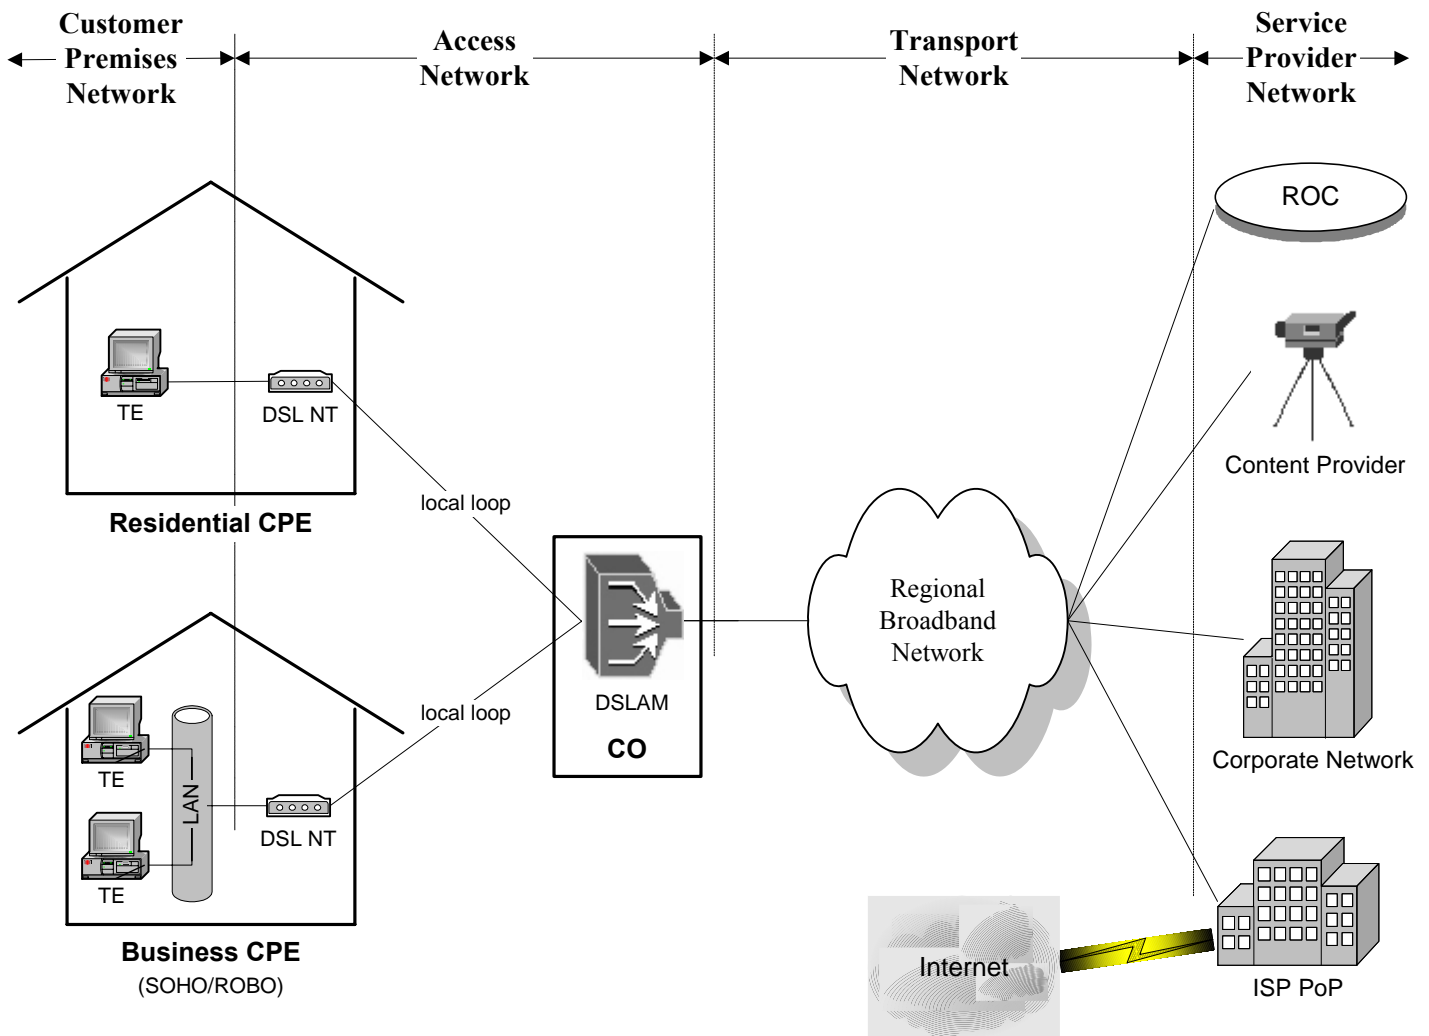 Customer
Premises
Network
Access
Network
Transport
Network
Service
Provider
Network
ROC
TE
DSL NT
Content Provider
local loop
Residential CPE
Regional
Broadband
Network
DSLAM
CO
local loop
Corporate Network
TE
LAN
DSL NT
TE
Business CPE
(SOHO/ROBO)
Internet
ISP PoP